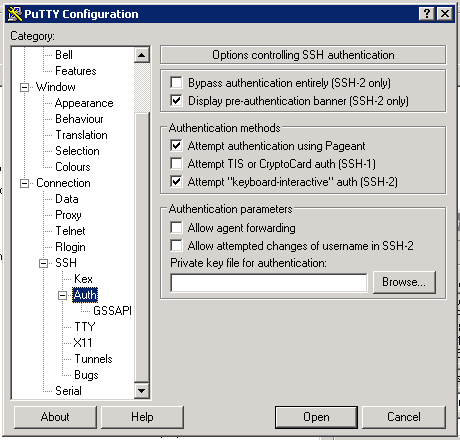 PuTTY Configuration
Category:
Bell
Features
Window
Appearance
Behaviour
Translation
Selection
Colours
Connection
Data
Proxy
Telnet
Rlogin
SSH
Kex
Auth
GSSAPI
TTY
X11
Tunnels
Bugs
Serial
Options controlling SSH authentication
Bypass authentication entirely (SSH-2 only)
Display pre-authentication banner (SSH-2 only)
Authentication methods
Attempt authentication using Pageant
Attempt TIS or CryptoCard auth (SSH-1)
Attempt "keyboard-interactive" auth (SSH-2)
Authentication parameters
Allow agent forwarding
Allow attempted changes of username in SSH-2
Private key file for authentication:
Browse...
About
Help
Open
Cancel